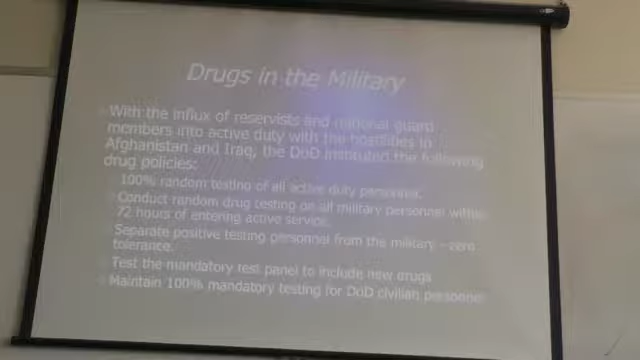 Drugs in the Military
With the influx of reservists and national guard
members into active duty with the hostilities in
Afghanistan and Iraq, the DoD instituted the following
drug policies:
100% random testing of all active duty personnel.
Conduct random drug testing on all military personnel within
72 hours of entering active service.
Separate positive testing personnel from the military – zero
tolerance.
Test the mandatory test panel to include new drugs
Maintain 100% mandatory testing for DoD civilian personnel